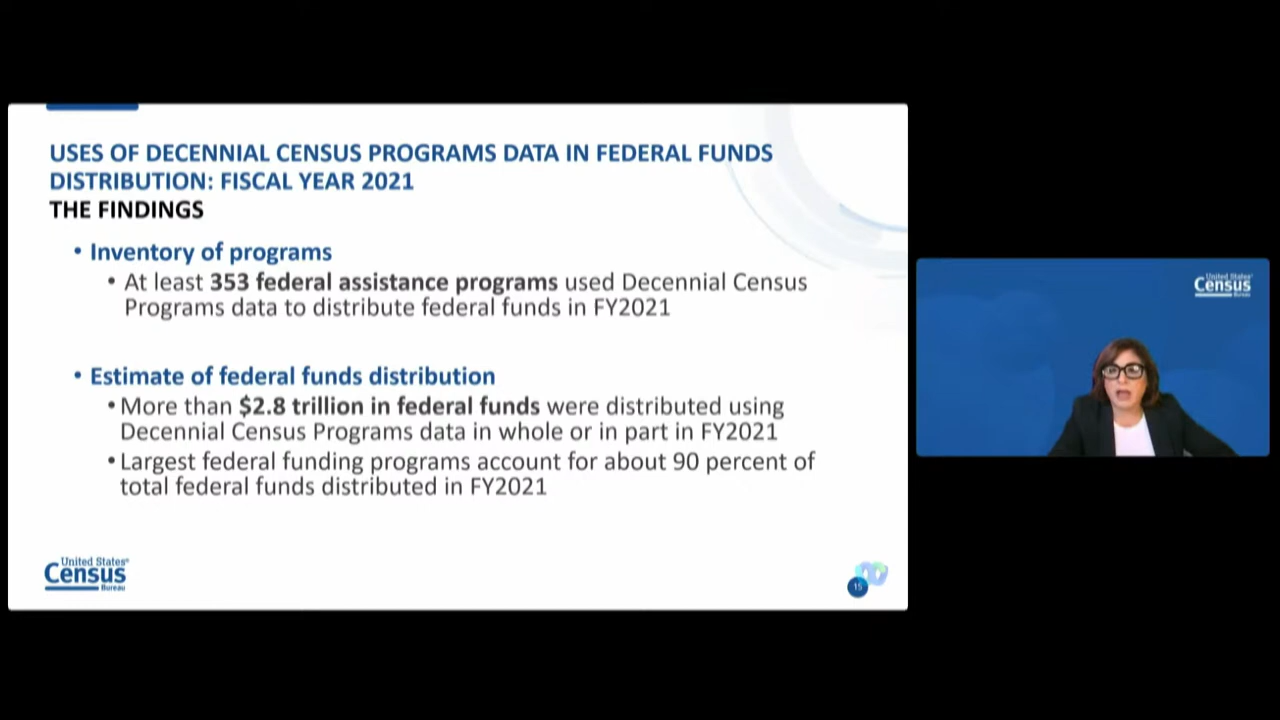 USES OF DECENNIAL CENSUS PROGRAMS DATA IN FEDERAL FUNDS
DISTRIBUTION: FISCAL YEAR 2021
THE FINDINGS
• Inventory of programs
• At least 353 federal assistance programs used Decennial Census
Programs data to distribute federal funds in FY2021
• Estimate of federal funds distribution
• More than $2.8 trillion in federal funds were distributed using
Decennial Census Programs data in whole or in part in FY2021
• Largest federal funding programs account for about 90 percent of
total federal funds distributed in FY2021
United States®
Census
Bureau
15
United States®
Census
Bureau